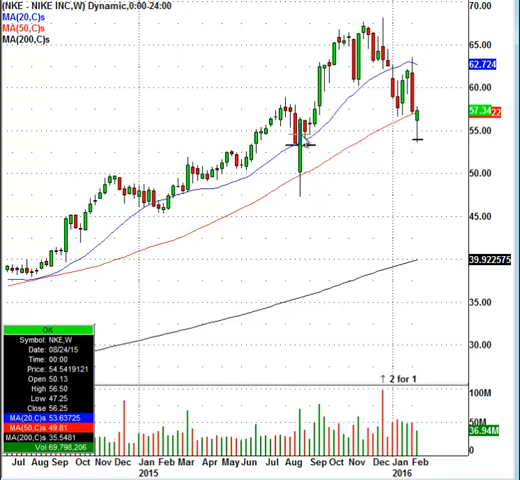 (NKE - NIKE INC,W) Dynamic,0:00-24:00
MA(20,C)s
MA(50,C)s
MA(200,C)s
70.00
65.00
62.724
57.34
55.00
50.00
45.00
39.922575
35.00
30.00
OK
Symbol: NKE,W
Date: 08/24/15
Time: 00:00
Price: 54.5419121
Open 50.13
High 56.50
Low 47.25
Close 56.25
MA(20,C)s 53.63725
MA(50,C)s 49.81
MA(200,C)s 35.5481
Vol 69,798,206
↑ 2 for 1
100M
50M
36.94M
0
Jul Aug Sep Oct Nov Dec Jan Feb Mar Apr May Jun Jul Aug Sep Oct Nov Dec Jan Feb
2015 2016